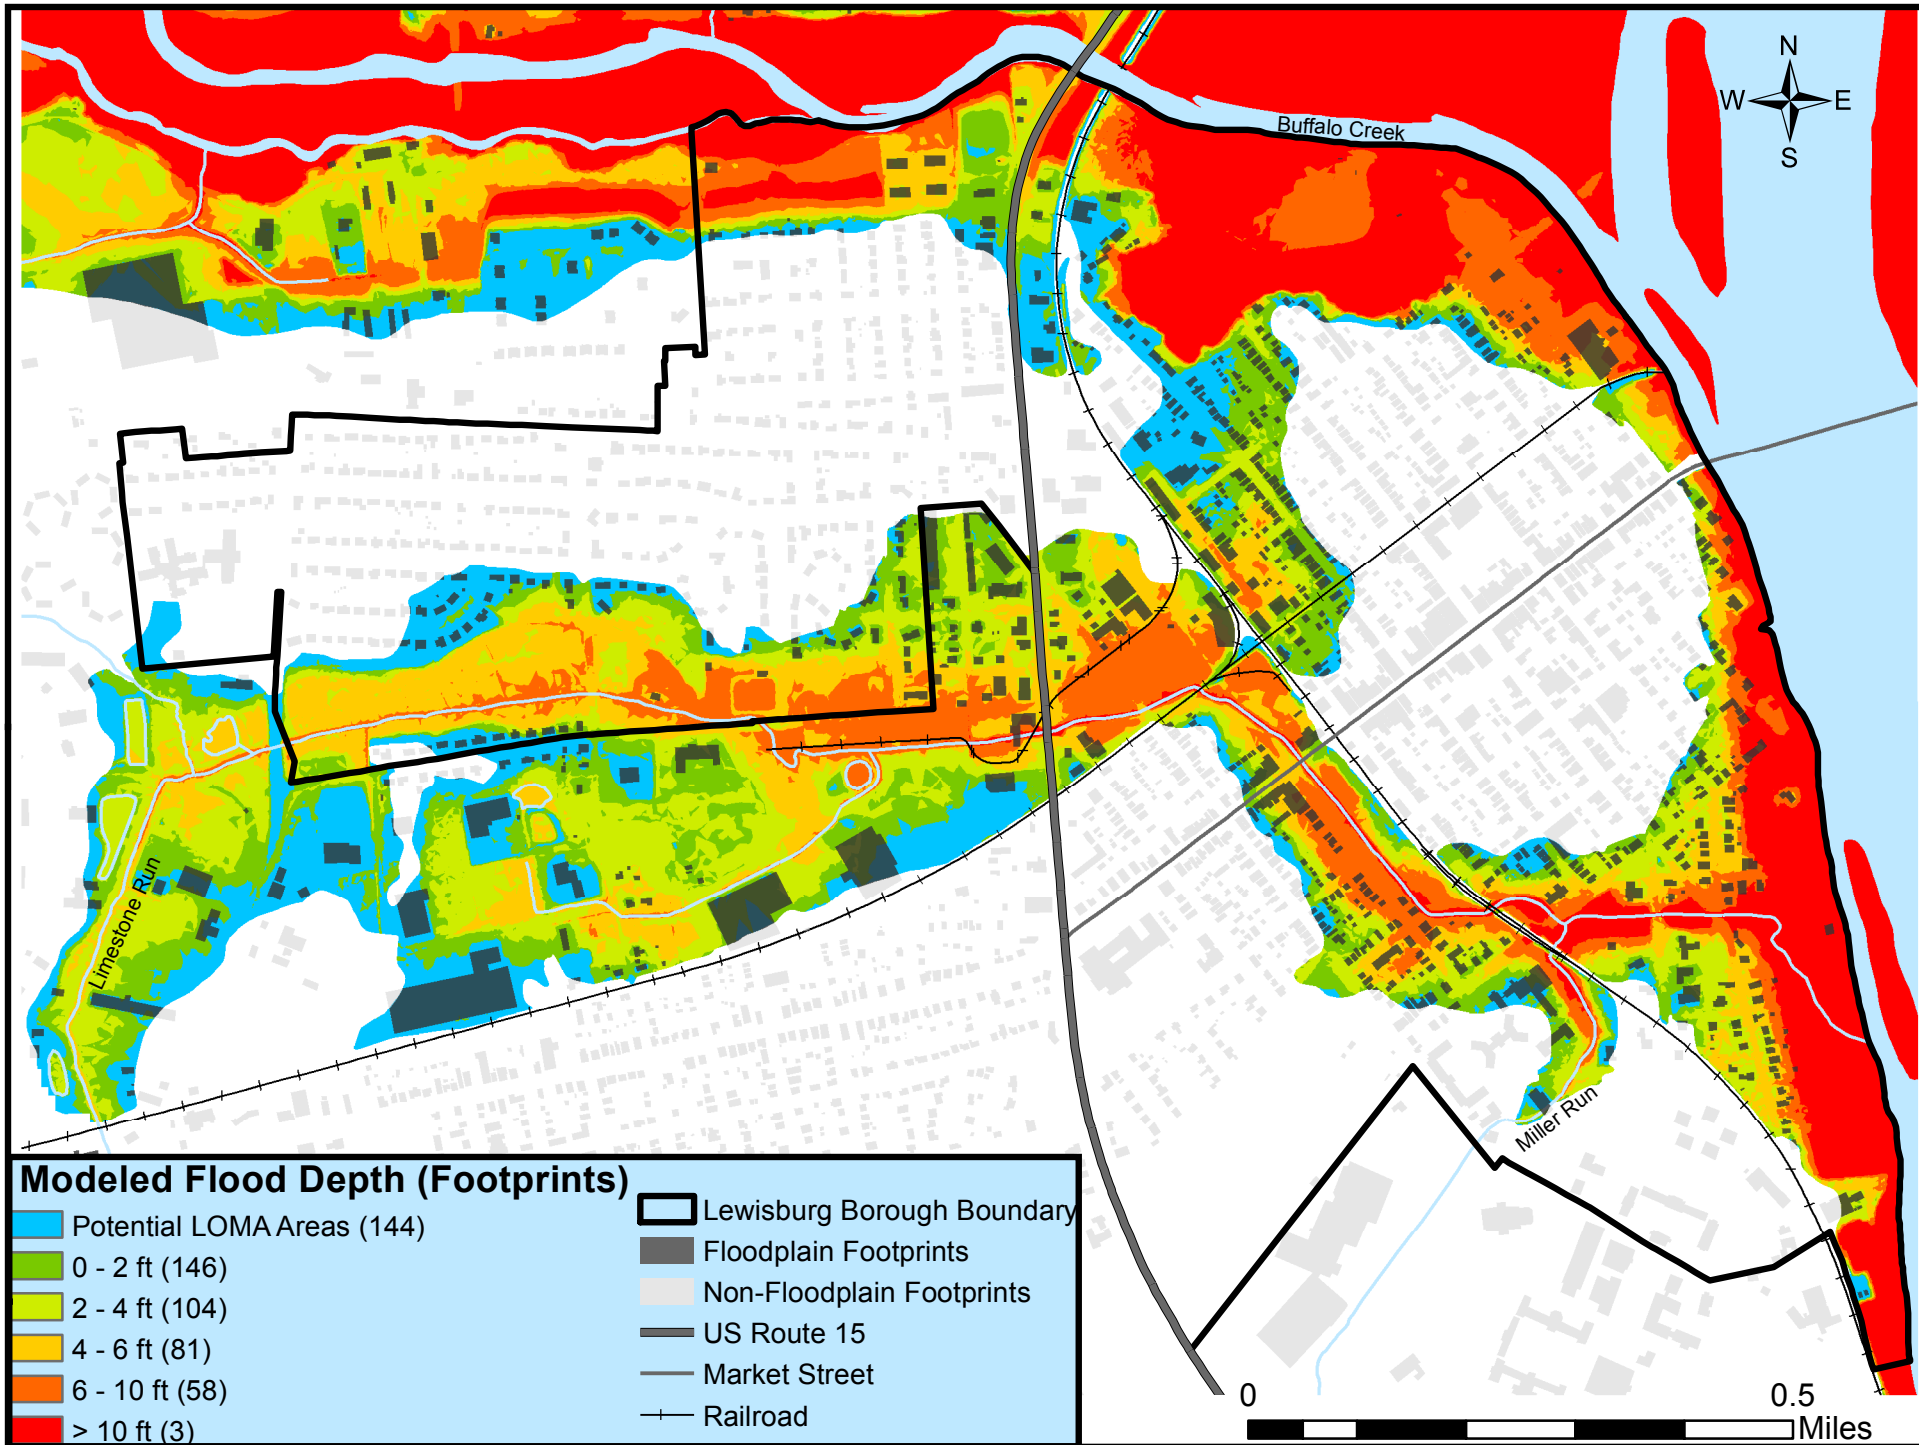 N
W E
S
Buffalo Creek
Limestone Run
Miller Run
Modeled Flood Depth (Footprints)
Potential LOMA Areas (144)
0 - 2 ft (146)
2 - 4 ft (104)
4 - 6 ft (81)
6 - 10 ft (58)
> 10 ft (3)
Lewisburg Borough Boundary
Floodplain Footprints
Non-Floodplain Footprints
US Route 15
Market Street
Railroad
0 0.5
Miles